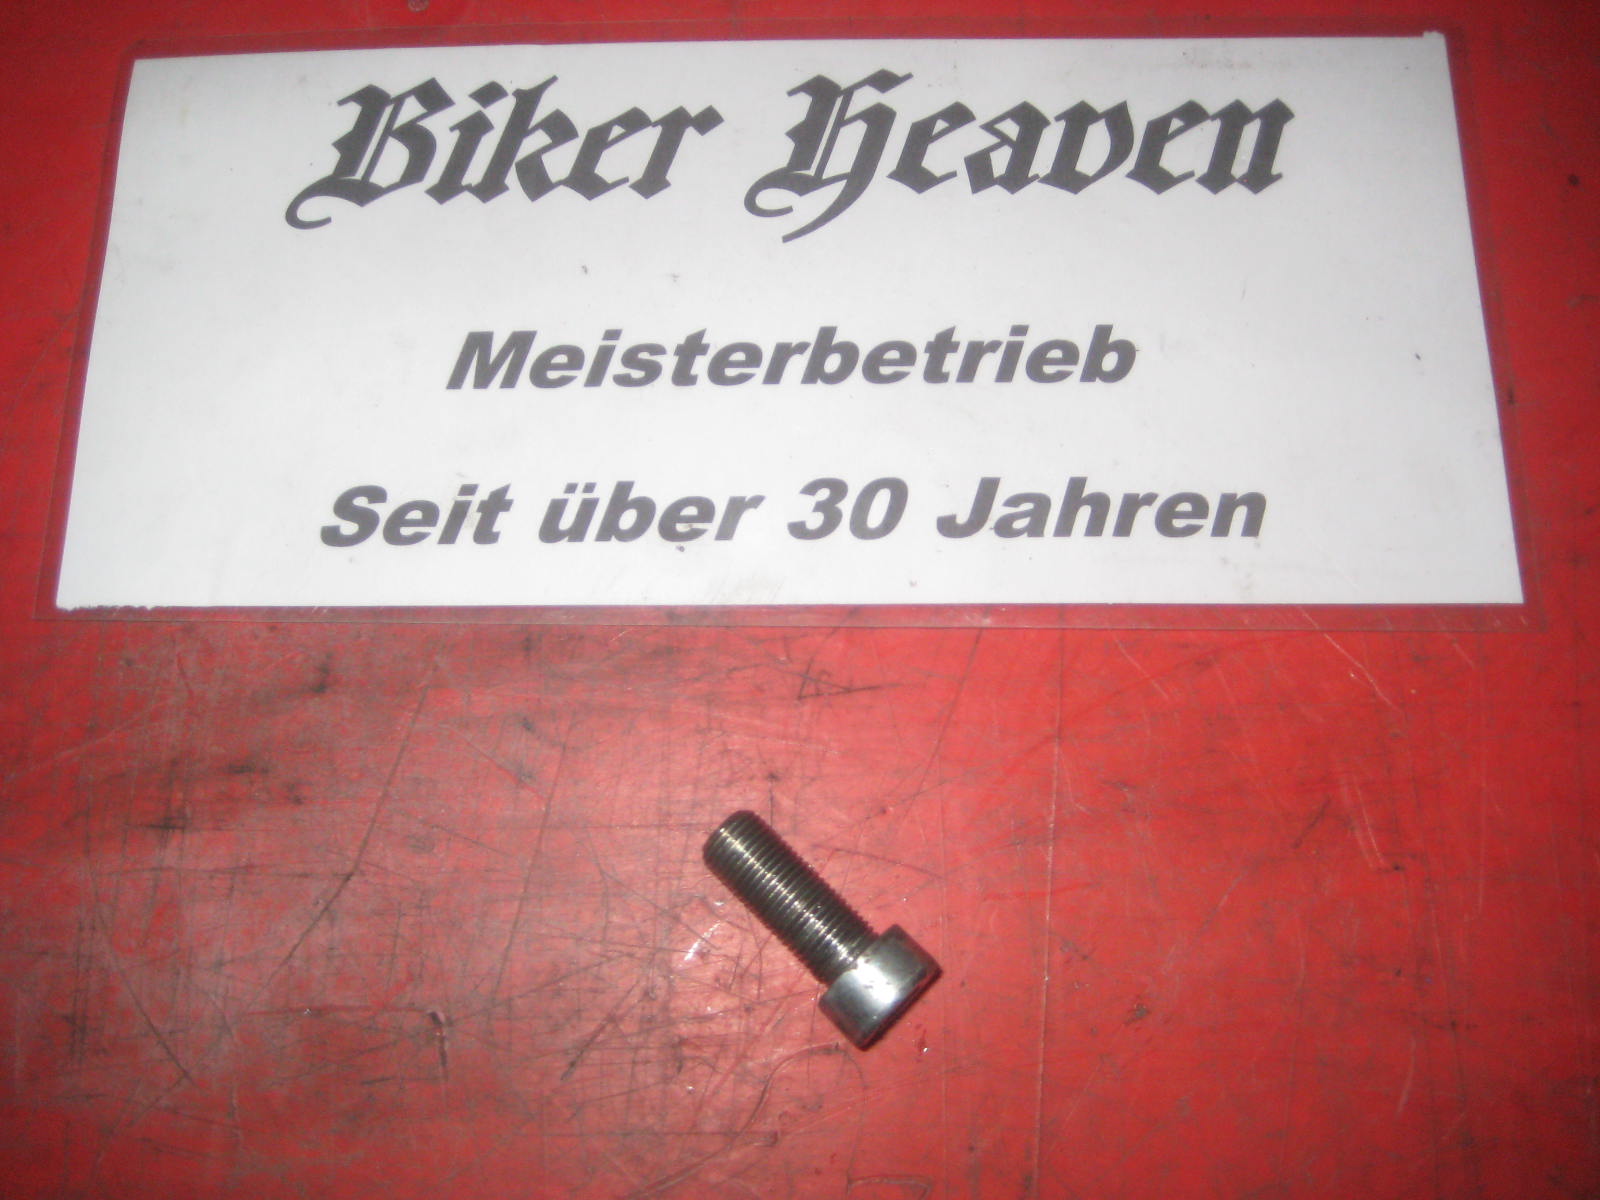 Biker Heaven
Meisterbetrieb
Seit über 30 Jahren